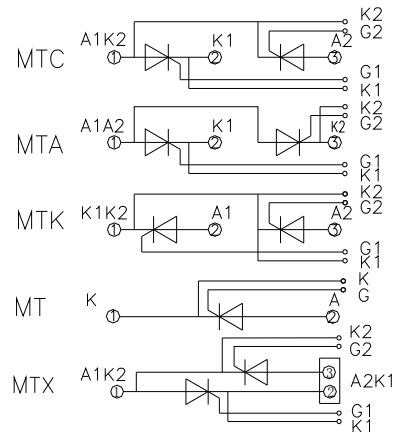 K2
A1K2 K1 A2 G2
MTC 1 2 3
G1
K1
A1A2 K1 K2 K2
G2
MTA 1 2 3
G1
K1
K2
K1K2 A1 A2 G2
MTK 1 2 3
G1
K1
K
K A G
MT 1 2
K2
G2
A1K2 3
MTX 1 2 A2K1
G1
K1